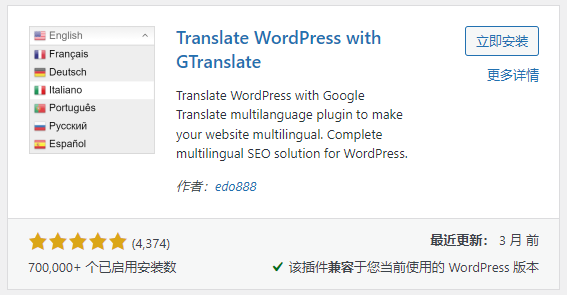 English
Français
Deutsch
Italiano
Português
Русский
Español
Translate WordPress with
GTranslate
立即安装
更多详情
Translate WordPress with Google
Translate multilanguage plugin to make
your website multilingual. Complete
multilingual SEO solution for WordPress.
作者：edo888
(4,374)
700,000+ 个已启用安装数
最近更新： 3 月 前
该插件兼容于您当前使用的 WordPress 版本